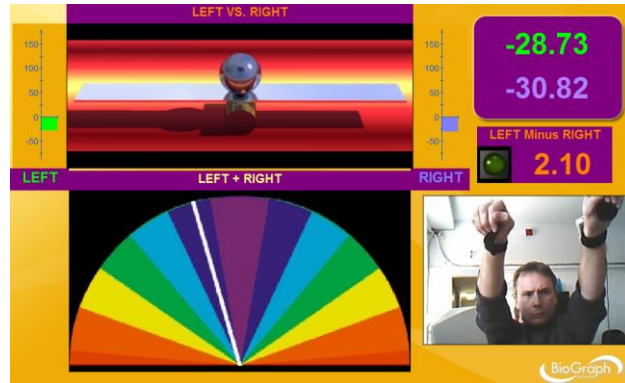 LEFT VS. RIGHT
150
100
50
0
-50
150
100
50
0
-50
-28.73
-30.82
LEFT Minus RIGHT
2.10
LEFT
LEFT + RIGHT
RIGHT
BioGraph